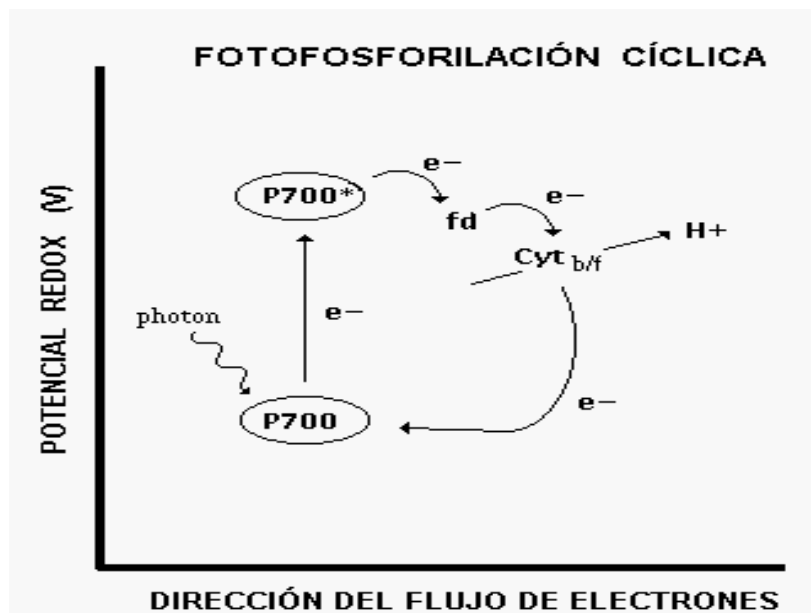 FOTOFOSFORILACIÓN CÍCLICA
POTENCIAL REDOX (V)
P700*
e-
fd
e-
Cyt b/f
H+
photon
e-
P700
e-
DIRECCIÓN DEL FLUJO DE ELECTRONES